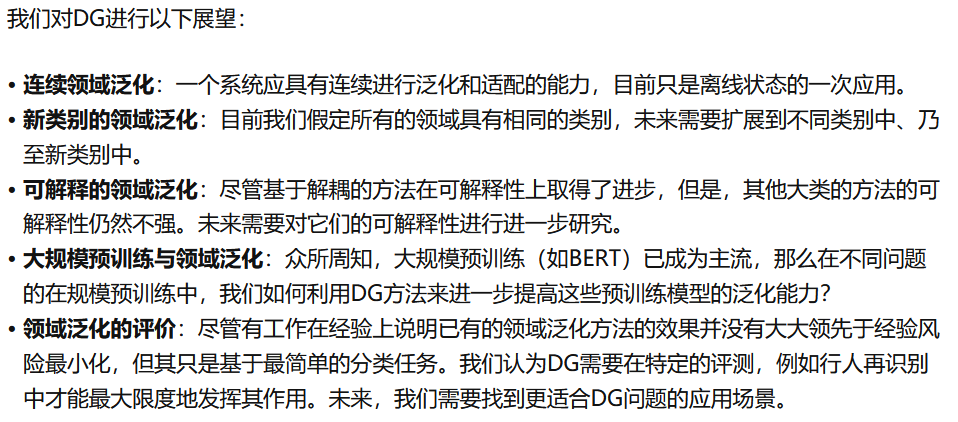 我们对DG进行以下展望：
• 连续领域泛化：一个系统应具有连续进行泛化和适配的能力，目前只是离线状态的一次应用。
• 新类别的领域泛化：目前我们假定所有的领域具有相同的类别，未来需要扩展到不同类别中、乃
至新类别中。
• 可解释的领域泛化：尽管基于解耦的方法在可解释性上取得了进步，但是，其他大类的方法的可
解释性仍然不强。未来需要对它们的可解释性进行进一步研究。
• 大规模预训练与领域泛化：众所周知，大规模预训练（如BERT）已成为主流，那么在不同问题
的在规模预训练中，我们如何利用DG方法来进一步提高这些预训练模型的泛化能力？
• 领域泛化的评价：尽管有工作在经验上说明已有的领域泛化方法的效果并没有大大领先于经验风
险最小化，但其只是基于最简单的分类任务。我们认为DG需要在特定的评测，例如行人再识别
中才能最大限度地发挥其作用。未来，我们需要找到更适合DG问题的应用场景。